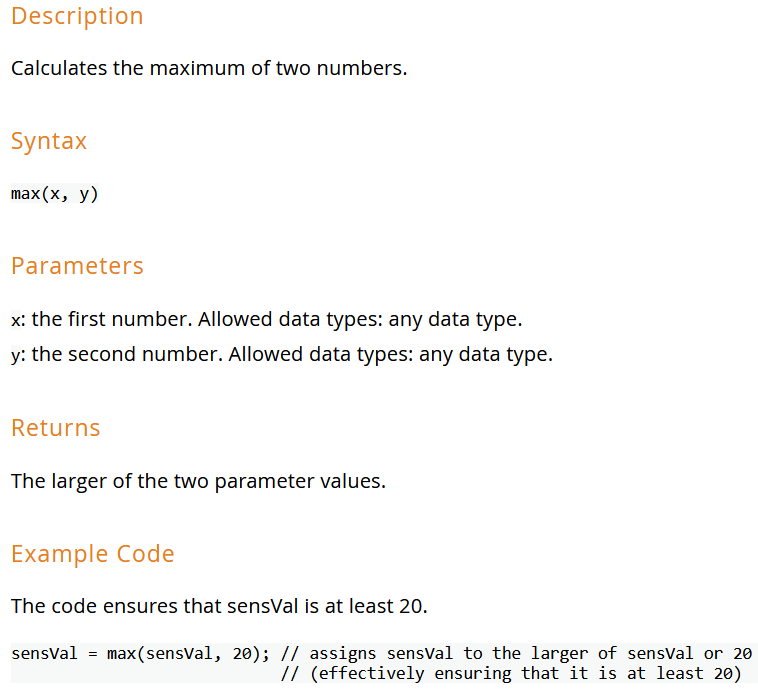 Description
Calculates the maximum of two numbers.
Syntax
max(x, y)
Parameters
x: the first number. Allowed data types: any data type.
y: the second number. Allowed data types: any data type.
Returns
The larger of the two parameter values.
Example Code
The code ensures that sensVal is at least 20.
sensVal = max(sensVal, 20); // assigns sensVal to the larger of sensVal or 20
// (effectively ensuring that it is at least 20)